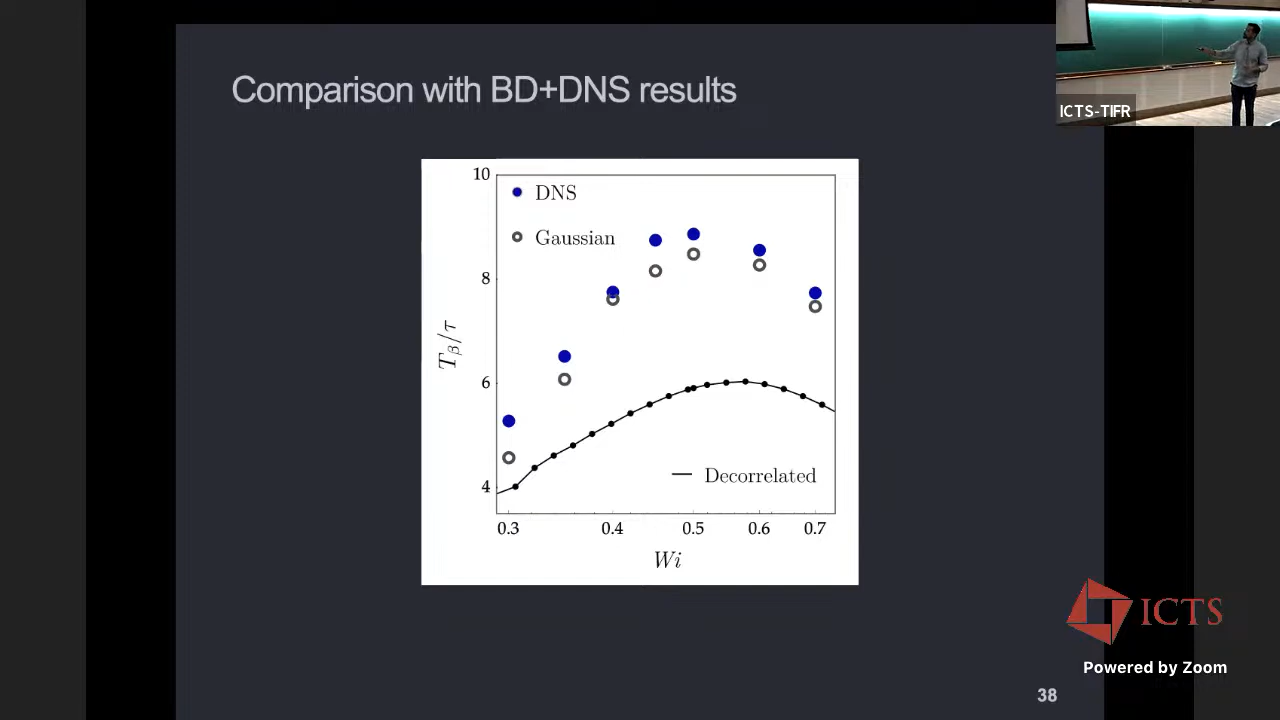 Comparison with BD+DNS results
ICTS-TIFR
10
DNS
Gaussian
8
6
4
T_β/τ
Decorrelated
0.3 0.4 0.5 0.6 0.7
Wi
ICTS
Powered by Zoom
38